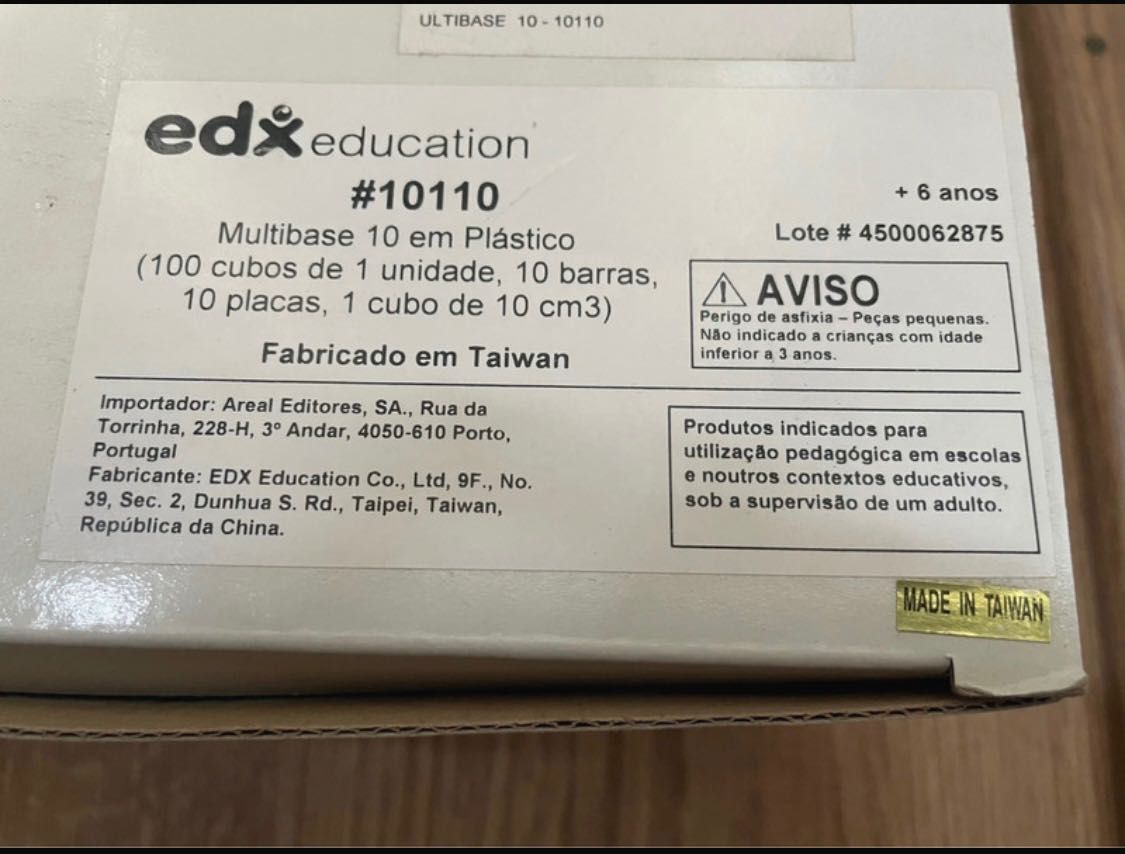 ULTIBASE 10 - 10110
edx education
#10110
Multibase 10 em Plástico
(100 cubos de 1 unidade, 10 barras,
10 placas, 1 cubo de 10 cm3)
Fabricado em Taiwan
+ 6 anos
Lote # 4500062875
AVISO
Perigo de asfixia – Peças pequenas.
Não indicado a crianças com idade
inferior a 3 anos.
Importador: Areal Editores, SA., Rua da
Torrinha, 228-H, 3º Andar, 4050-610 Porto,
Portugal
Fabricante: EDX Education Co., Ltd, 9F., No.
39, Sec. 2, Dunhua S. Rd., Taipei, Taiwan,
República da China.
Produtos indicados para
utilização pedagógica em escolas
e noutros contextos educativos,
sob a supervisão de um adulto.
MADE IN TAIWAN